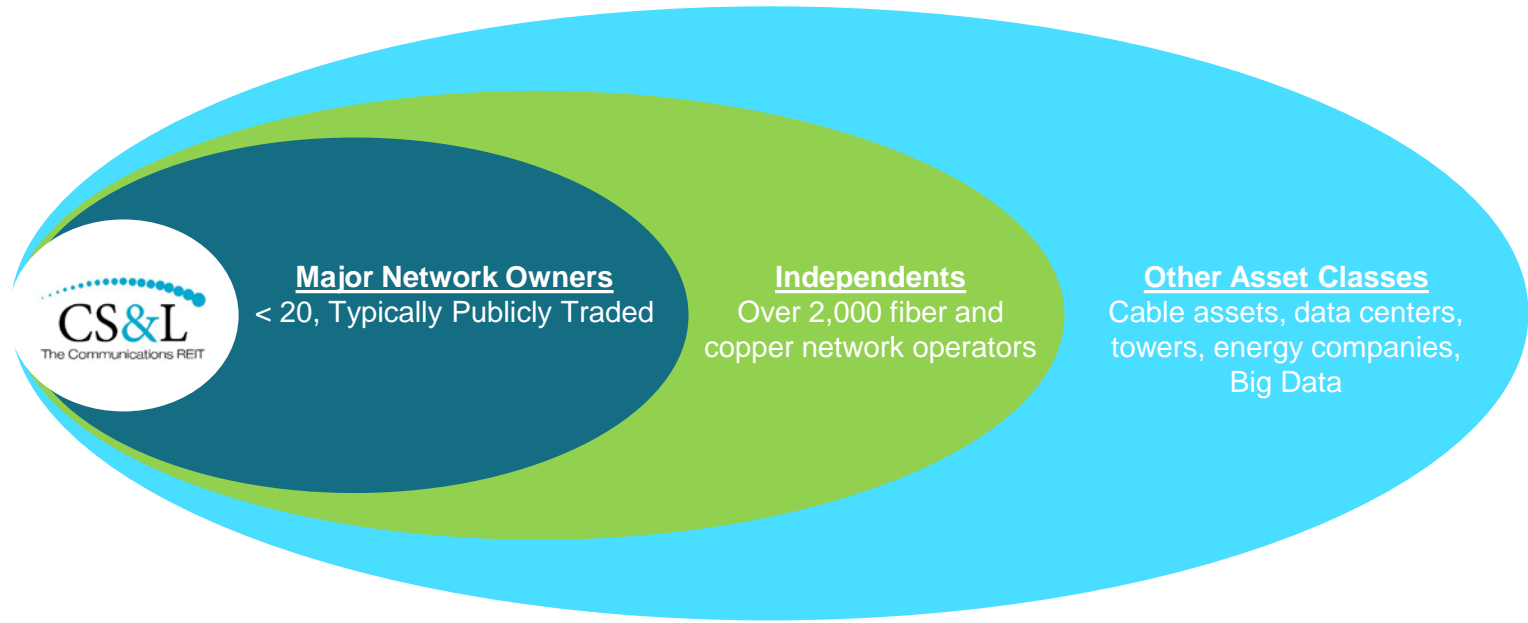 CS&L
The Communications REIT
Major Network Owners
< 20, Typically Publicly Traded
Independents
Over 2,000 fiber and
copper network operators
Other Asset Classes
Cable assets, data centers,
towers, energy companies,
Big Data